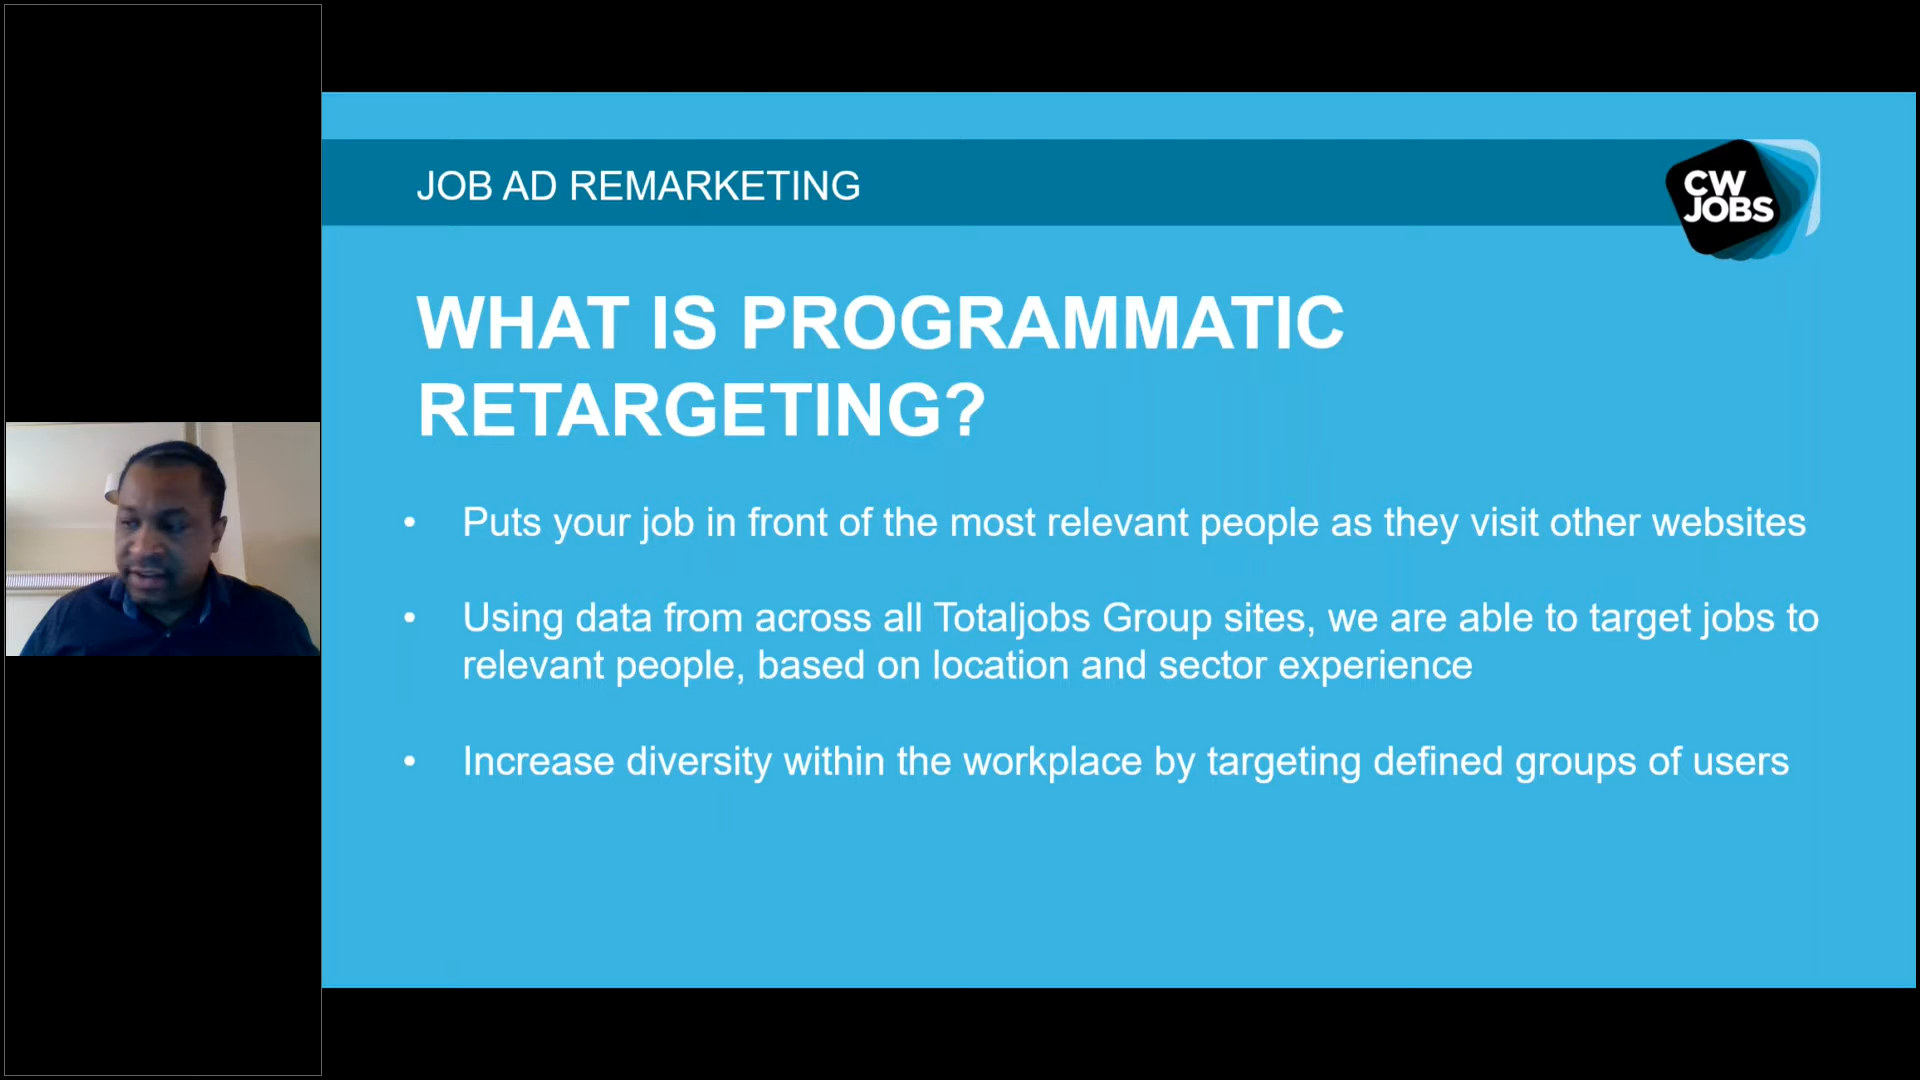 JOB AD REMARKETING
CW
JOBS
WHAT IS PROGRAMMATIC
RETARGETING?
• Puts your job in front of the most relevant people as they visit other websites
• Using data from across all Totaljobs Group sites, we are able to target jobs to
relevant people, based on location and sector experience
• Increase diversity within the workplace by targeting defined groups of users